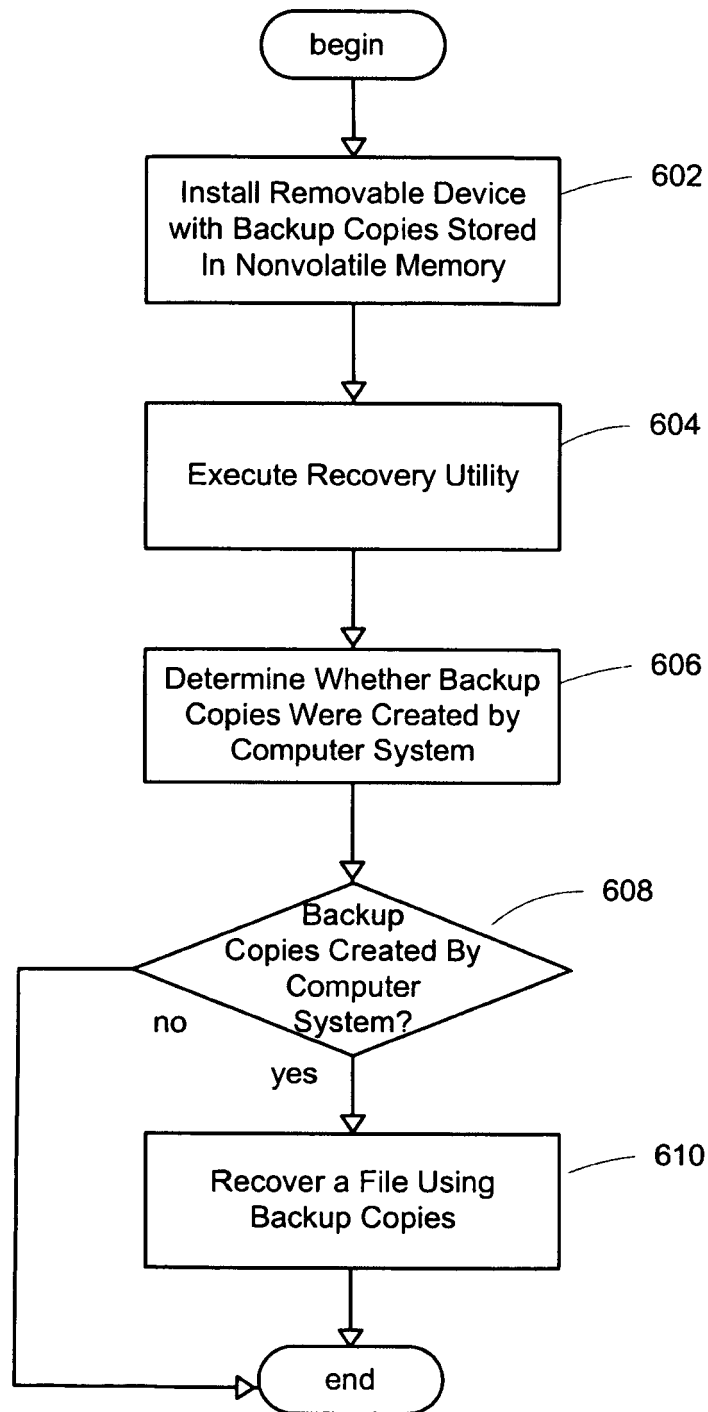 begin
602
Install Removable Device
with Backup Copies Stored
In Nonvolatile Memory
604
Execute Recovery Utility
606
Determine Whether Backup
Copies Were Created by
Computer System
608
Backup
Copies Created By
Computer
System?
no
yes
610
Recover a File Using
Backup Copies
end